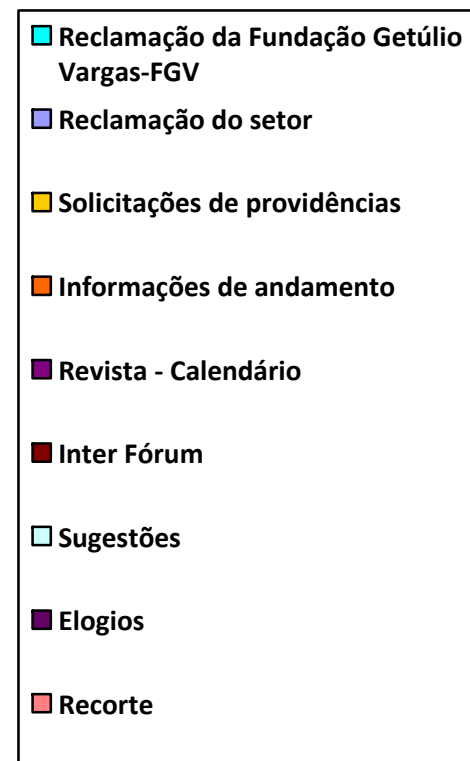 Reclamação da Fundação Getúlio
Vargas-FGV
Reclamação do setor
Solicitações de providências
Informações de andamento
Revista - Calendário
Inter Fórum
Sugestões
Elogios
Recorte